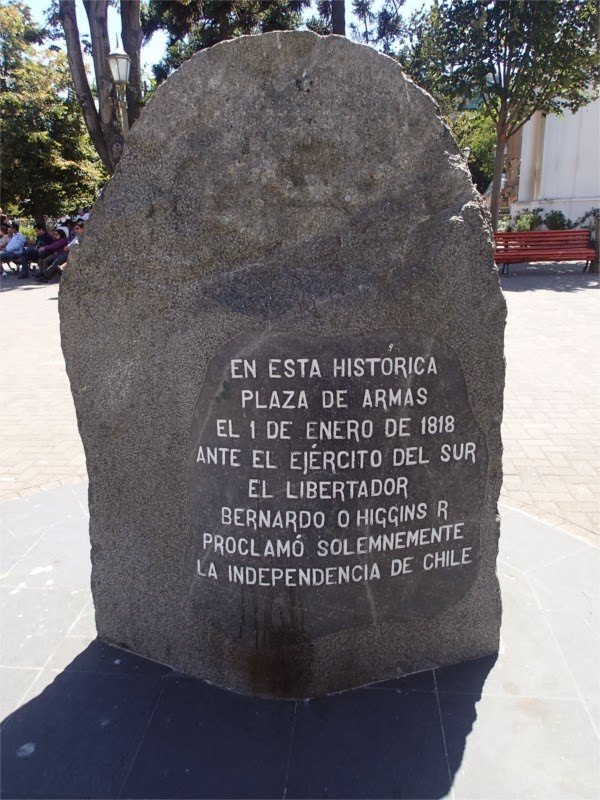 EN ESTA HISTÓRICA
PLAZA DE ARMAS
EL 1 DE ENERO DE 1818
ANTE EL EJÉRCITO DEL SUR
EL LIBERTADOR
BERNARDO O HIGGINS R
PROCLAMÓ SOLEMNEMENTE
LA INDEPENDENCIA DE CHILE